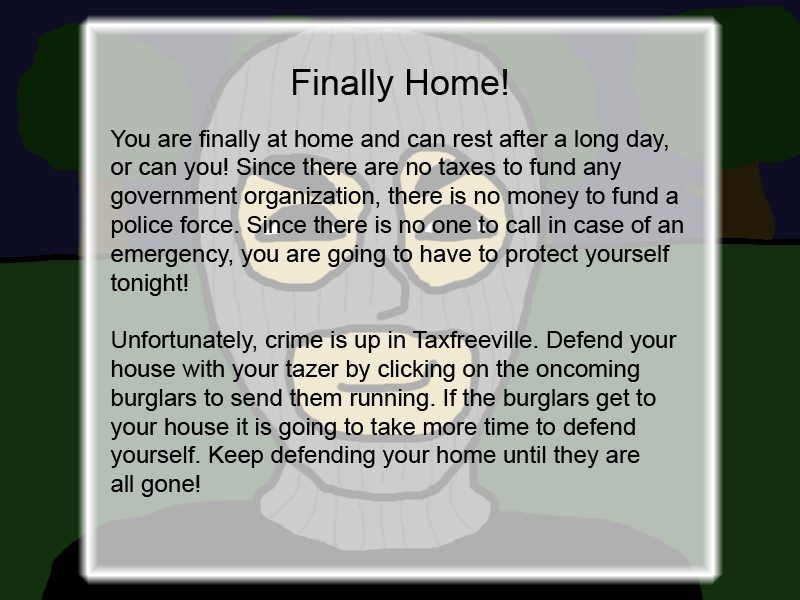 Finally Home!
You are finally at home and can rest after a long day,
or can you! Since there are no taxes to fund any
government organization, there is no money to fund a
police force. Since there is no one to call in case of an
emergency, you are going to have to protect yourself
tonight!
Unfortunately, crime is up in Taxfreeville. Defend your
house with your tazer by clicking on the oncoming
burglars to send them running. If the burglars get to
your house it is going to take more time to defend
yourself. Keep defending your home until they are
all gone!